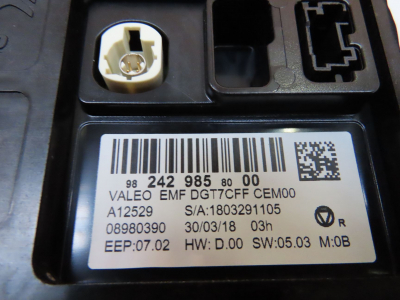 98 242 985 80 00
VALEO EMF DGT7CFF CEM00
A12529 S/A:1803291105
08980390 30/03/18 03h R
EEP:07.02 HW:D.00 SW:05.03 M:0B